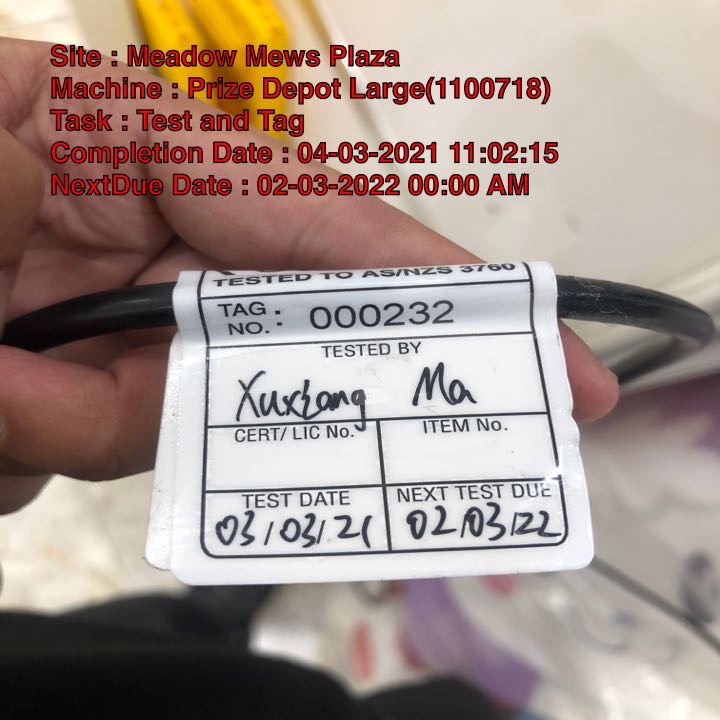 Site : Meadow Mews Plaza
Machine : Prize Depot Large(1100718)
Task : Test and Tag
Completion Date : 04-03-2021 11:02:15
NextDue Date : 02-03-2022 00:00 AM
TESTED TO AS/NZS 3760
TAG NO. : 000232
TESTED BY
Xuxiang Ma
CERT/ LIC No. ITEM No.
TEST DATE NEXT TEST DUE
03/03/21 02/03/22